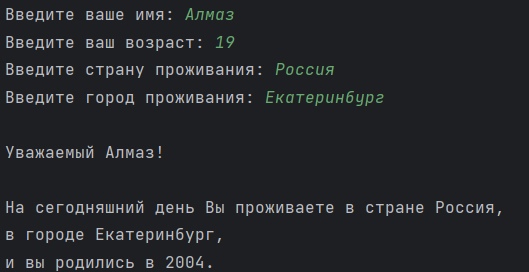 Введите ваше имя: Алмаз
Введите ваш возраст: 19
Введите страну проживания: Россия
Введите город проживания: Екатеринбург
Уважаемый Алмаз!
На сегодняшний день Вы проживаете в стране Россия,
в городе Екатеринбург,
и вы родились в 2004.